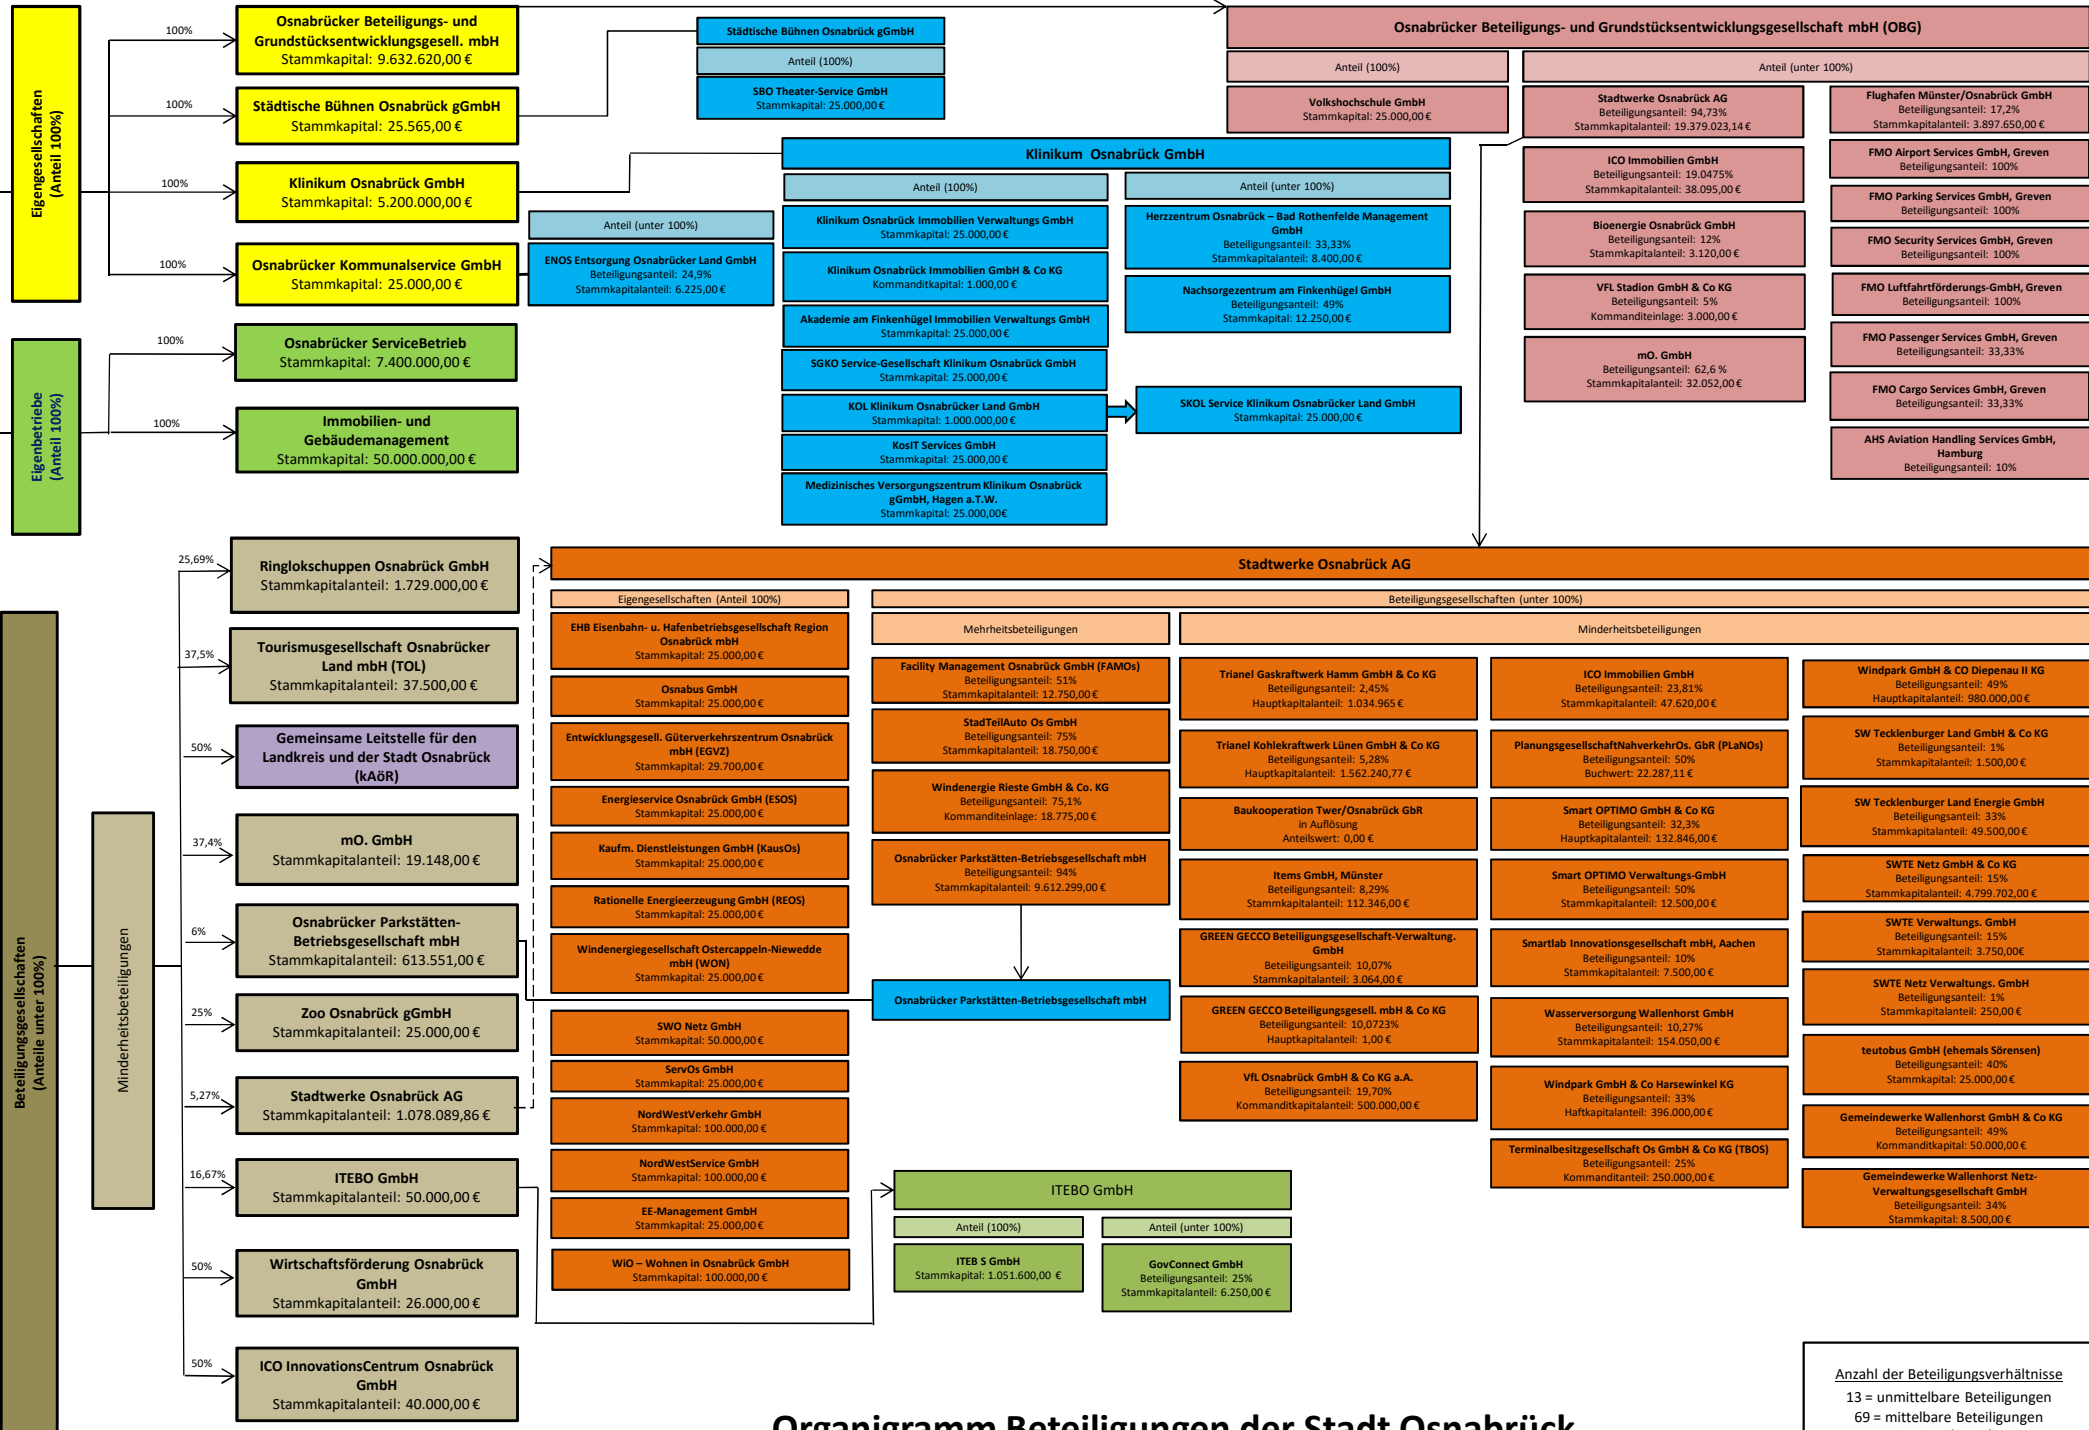 Eigengesellschaften
(Anteil 100%)
100%
Osnabrücker Beteiligungs- und
Grundstücksentwicklungsgesell. mbH
Stammkapital: 9.632.620,00 €
100%
Städtische Bühnen Osnabrück gGmbH
Stammkapital: 25.565,00 €
100%
Klinikum Osnabrück GmbH
Stammkapital: 5.200.000,00 €
100%
Osnabrücker Kommunalservice GmbH
Stammkapital: 25.000,00 €
Eigenbetriebe
(Anteil 100%)
100%
Osnabrücker ServiceBetrieb
Stammkapital: 7.400.000,00 €
100%
Immobilien- und
Gebäudemanagement
Stammkapital: 50.000.000,00 €
Städtische Bühnen Osnabrück gGmbH
Anteil (100%)
SBO Theater-Service GmbH
Stammkapital: 25.000,00 €
Anteil (unter 100%)
ENOS Entsorgung Osnabrücker Land GmbH
Beteiligungsanteil: 24,9%
Stammkapitalanteil: 6.225,00 €
Klinikum Osnabrück GmbH
Anteil (100%)
Klinikum Osnabrück Immobilien Verwaltungs GmbH
Stammkapital: 25.000,00 €
Klinikum Osnabrück Immobilien GmbH & Co KG
Kommanditkapital: 1.000,00 €
Akademie am Finkenhügel Immobilien Verwaltungs GmbH
Stammkapital: 25.000,00 €
SGKO Service-Gesellschaft Klinikum Osnabrück GmbH
Stammkapital: 25.000,00 €
KOL Klinikum Osnabrücker Land GmbH
Stammkapital: 1.000.000,00 €
KosIT Services GmbH
Stammkapital: 25.000,00 €
Medizinisches Versorgungszentrum Klinikum Osnabrück
gGmbH, Hagen a.T.W.
Stammkapital: 25.000,00€
Anteil (unter 100%)
Herzzentrum Osnabrück – Bad Rothenfelde Management
GmbH
Beteiligungsanteil: 33,33%
Stammkapitalanteil: 8.400,00 €
Nachsorgezentrum am Finkenhügel GmbH
Beteiligungsanteil: 49%
Stammkapital: 12.250,00 €
SKOL Service Klinikum Osnabrücker Land GmbH
Stammkapital: 25.000,00 €
Osnabrücker Beteiligungs- und Grundstücksentwicklungsgesellschaft mbH (OBG)
Anteil (100%)
Volkshochschule GmbH
Stammkapital: 25.000,00 €
Anteil (unter 100%)
Stadtwerke Osnabrück AG
Beteiligungsanteil: 94,73%
Stammkapitalanteil: 19.379.023,14 €
ICO Immobilien GmbH
Beteiligungsanteil: 19.0475%
Stammkapitalanteil: 38.095,00 €
Bioenergie Osnabrück GmbH
Beteiligungsanteil: 12%
Stammkapitalanteil: 3.120,00 €
VFL Stadion GmbH & Co KG
Beteiligungsanteil: 5%
Kommanditeinlage: 3.000,00 €
mO. GmbH
Beteiligungsanteil: 62,6 %
Stammkapitalanteil: 32.052,00 €
Flughafen Münster/Osnabrück GmbH
Beteiligungsanteil: 17,2%
Stammkapitalanteil: 3.897.650,00 €
FMO Airport Services GmbH, Greven
Beteiligungsanteil: 100%
FMO Parking Services GmbH, Greven
Beteiligungsanteil: 100%
FMO Security Services GmbH, Greven
Beteiligungsanteil: 100%
FMO Luftfahrtförderungs-GmbH, Greven
Beteiligungsanteil: 100%
FMO Passenger Services GmbH, Greven
Beteiligungsanteil: 33,33%
FMO Cargo Services GmbH, Greven
Beteiligungsanteil: 33,33%
AHS Aviation Handling Services GmbH,
Hamburg
Beteiligungsanteil: 10%
Beteiligungsgesellschaften
(Anteile unter 100%)
Minderheitsbeteiligungen
25,69%
Ringlokschuppen Osnabrück GmbH
Stammkapitalanteil: 1.729.000,00 €
37,5%
Tourismusgesellschaft Osnabrücker
Land mbH (TOL)
Stammkapitalanteil: 37.500,00 €
50%
Gemeinsame Leitstelle für den
Landkreis und der Stadt Osnabrück
(kAöR)
37,4%
mO. GmbH
Stammkapitalanteil: 19.148,00 €
6%
Osnabrücker Parkstätten-
Betriebsgesellschaft mbH
Stammkapitalanteil: 613.551,00 €
25%
Zoo Osnabrück gGmbH
Stammkapitalanteil: 25.000,00 €
5,27%
Stadtwerke Osnabrück AG
Stammkapitalanteil: 1.078.089,86 €
16,67%
ITEBO GmbH
Stammkapitalanteil: 50.000,00 €
50%
Wirtschaftsförderung Osnabrück
GmbH
Stammkapitalanteil: 26.000,00 €
50%
ICO InnovationsCentrum Osnabrück
GmbH
Stammkapitalanteil: 40.000,00 €
Stadtwerke Osnabrück AG
Eigengesellschaften (Anteil 100%)
EHB Eisenbahn- u. Hafenbetriebsgesellschaft Region
Osnabrück mbH
Stammkapital: 25.000,00 €
Osnabus GmbH
Stammkapital: 25.000,00 €
Entwicklungsgesell. Güterverkehrszentrum Osnabrück
mbH (EGVZ)
Stammkapital: 29.700,00 €
Energieservice Osnabrück GmbH (ESOS)
Stammkapital: 25.000,00 €
Kaufm. Dienstleistungen GmbH (KausOs)
Stammkapital: 25.000,00 €
Rationelle Energieerzeugung GmbH (REOS)
Stammkapital: 25.000,00 €
Windenergiegesellschaft Ostercappeln-Niewedde
mbH (WON)
Stammkapital: 25.000,00 €
SWO Netz GmbH
Stammkapital: 50.000,00 €
ServOs GmbH
Stammkapital: 25.000,00 €
NordWestVerkehr GmbH
Stammkapital: 100.000,00 €
NordWestService GmbH
Stammkapital: 100.000,00 €
EE-Management GmbH
Stammkapital: 25.000,00 €
WiO – Wohnen in Osnabrück GmbH
Stammkapital: 100.000,00 €
Beteiligungsgesellschaften (unter 100%)
Mehrheitsbeteiligungen
Facility Management Osnabrück GmbH (FAMOs)
Beteiligungsanteil: 51%
Stammkapitalanteil: 12.750,00 €
StadTeilAuto Os GmbH
Beteiligungsanteil: 75%
Stammkapitalanteil: 18.750,00 €
Windenergie Rieste GmbH & Co. KG
Beteiligungsanteil: 75,1%
Kommanditeinlage: 18.775,00 €
Osnabrücker Parkstätten-Betriebsgesellschaft mbH
Beteiligungsanteil: 94%
Stammkapitalanteil: 9.612.299,00 €
Osnabrücker Parkstätten-Betriebsgesellschaft mbH
Minderheitsbeteiligungen
Trianel Gaskraftwerk Hamm GmbH & Co KG
Beteiligungsanteil: 2,45%
Hauptkapitalanteil: 1.034.965 €
Trianel Kohlekraftwerk Lünen GmbH & Co KG
Beteiligungsanteil: 5,28%
Hauptkapitalanteil: 1.562.240,77 €
Baukooperation Twer/Osnabrück GbR
in Auflösung
Anteilswert: 0,00 €
Items GmbH, Münster
Beteiligungsanteil: 8,29%
Stammkapitalanteil: 112.346,00 €
GREEN GECCO Beteiligungsgesellschaft-Verwaltung.
GmbH
Beteiligungsanteil: 10,07%
Stammkapitalanteil: 3.064,00 €
GREEN GECCO Beteiligungsgesell. mbH & Co KG
Beteiligungsanteil: 10,0723%
Hauptkapitalanteil: 1,00 €
VfL Osnabrück GmbH & Co KG a.A.
Beteiligungsanteil: 19,70%
Kommanditkapitalanteil: 500.000,00 €
ICO Immobilien GmbH
Beteiligungsanteil: 23,81%
Stammkapitalanteil: 47.620,00 €
PlanungsgesellschaftNahverkehrOs. GbR (PLaNOs)
Beteiligungsanteil: 50%
Buchwert: 22.287,11 €
Smart OPTIMO GmbH & Co KG
Beteiligungsanteil: 32,3%
Hauptkapitalanteil: 132.846,00 €
Smart OPTIMO Verwaltungs-GmbH
Beteiligungsanteil: 50%
Stammkapitalanteil: 12.500,00 €
Smartlab Innovationsgesellschaft mbH, Aachen
Beteiligungsanteil: 10%
Stammkapitalanteil: 7.500,00 €
Wasserversorgung Wallenhorst GmbH
Beteiligungsanteil: 10,27%
Stammkapitalanteil: 154.050,00 €
Windpark GmbH & Co Harsewinkel KG
Beteiligungsanteil: 33%
Haftkapitalanteil: 396.000,00 €
Terminalbesitzgesellschaft Os GmbH & Co KG (TBOS)
Beteiligungsanteil: 25%
Kommanditanteil: 250.000,00 €
Windpark GmbH & CO Diepenau II KG
Beteiligungsanteil: 49%
Hauptkapitalanteil: 980.000,00 €
SW Tecklenburger Land GmbH & Co KG
Beteiligungsanteil: 1%
Stammkapitalanteil: 1.500,00 €
SW Tecklenburger Land Energie GmbH
Beteiligungsanteil: 33%
Stammkapitalanteil: 49.500,00 €
SWTE Netz GmbH & Co KG
Beteiligungsanteil: 15%
Stammkapitalanteil: 4.799.702,00 €
SWTE Verwaltungs. GmbH
Beteiligungsanteil: 15%
Stammkapitalanteil: 3.750,00€
SWTE Netz Verwaltungs. GmbH
Beteiligungsanteil: 1%
Stammkapitalanteil: 250,00 €
teutobus GmbH (ehemals Sörensen)
Beteiligungsanteil: 40%
Stammkapital: 25.000,00 €
Gemeindewerke Wallenhorst GmbH & Co KG
Beteiligungsanteil: 49%
Kommanditkapital: 50.000,00 €
Gemeindewerke Wallenhorst Netz-
Verwaltungsgesellschaft GmbH
Beteiligungsanteil: 34%
Stammkapital: 8.500,00 €
ITEBO GmbH
Anteil (100%)
ITEB S GmbH
Stammkapital: 1.051.600,00 €
Anteil (unter 100%)
GovConnect GmbH
Beteiligungsanteil: 25%
Stammkapitalanteil: 6.250,00 €
Organigramm Beteiligungen der Stadt Osnabrück
Anzahl der Beteiligungsverhältnisse
13 = unmittelbare Beteiligungen
69 = mittelbare Beteiligungen